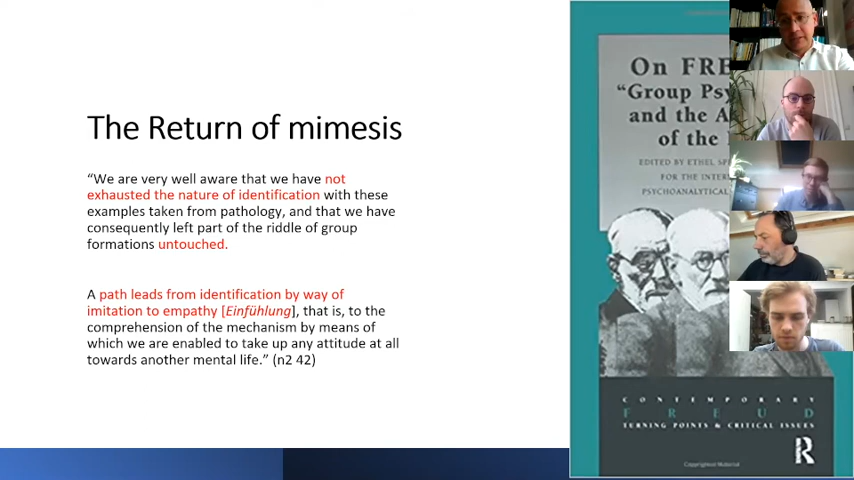 The Return of mimesis
“We are very well aware that we have not
exhausted the nature of identification with these
examples taken from pathology, and that we have
consequently left part of the riddle of group
formations untouched.
A path leads from identification by way of
imitation to empathy [Einfühlung], that is, to the
comprehension of the mechanism by means of
which we are enabled to take up any attitude at all
towards another mental life.” (n2 42)
On FRE
“Group Psy
and the A
of the
EDITED BY ETHEL SP
FOR THE INTER
PSYCHOANALYTICAL
CONTEMPORARY
FREUD
TURNING POINTS & CRITICAL ISSUES
R
Copyrighted Material